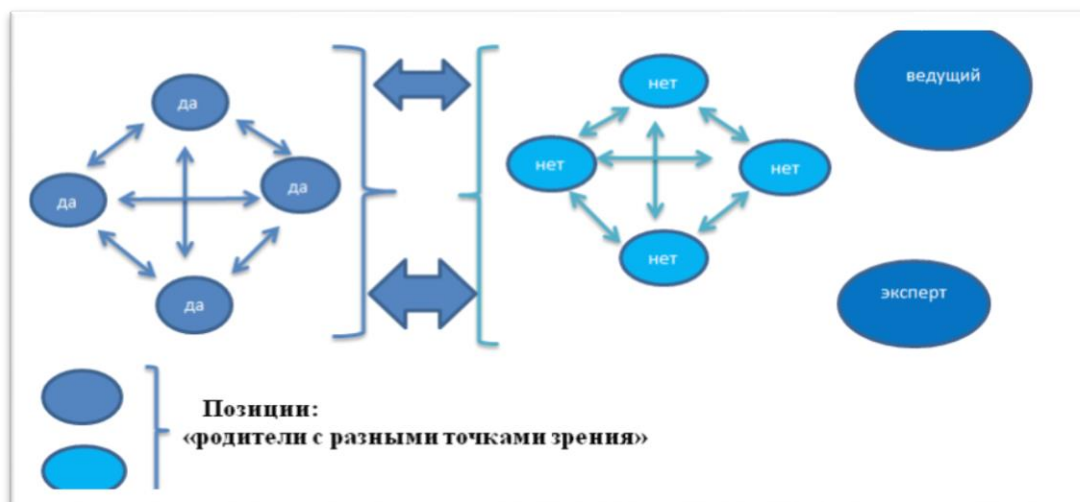 да
да
да
да
нет
нет
нет
нет
ведущий
эксперт
Позиции:
«родители с разными точками зрения»